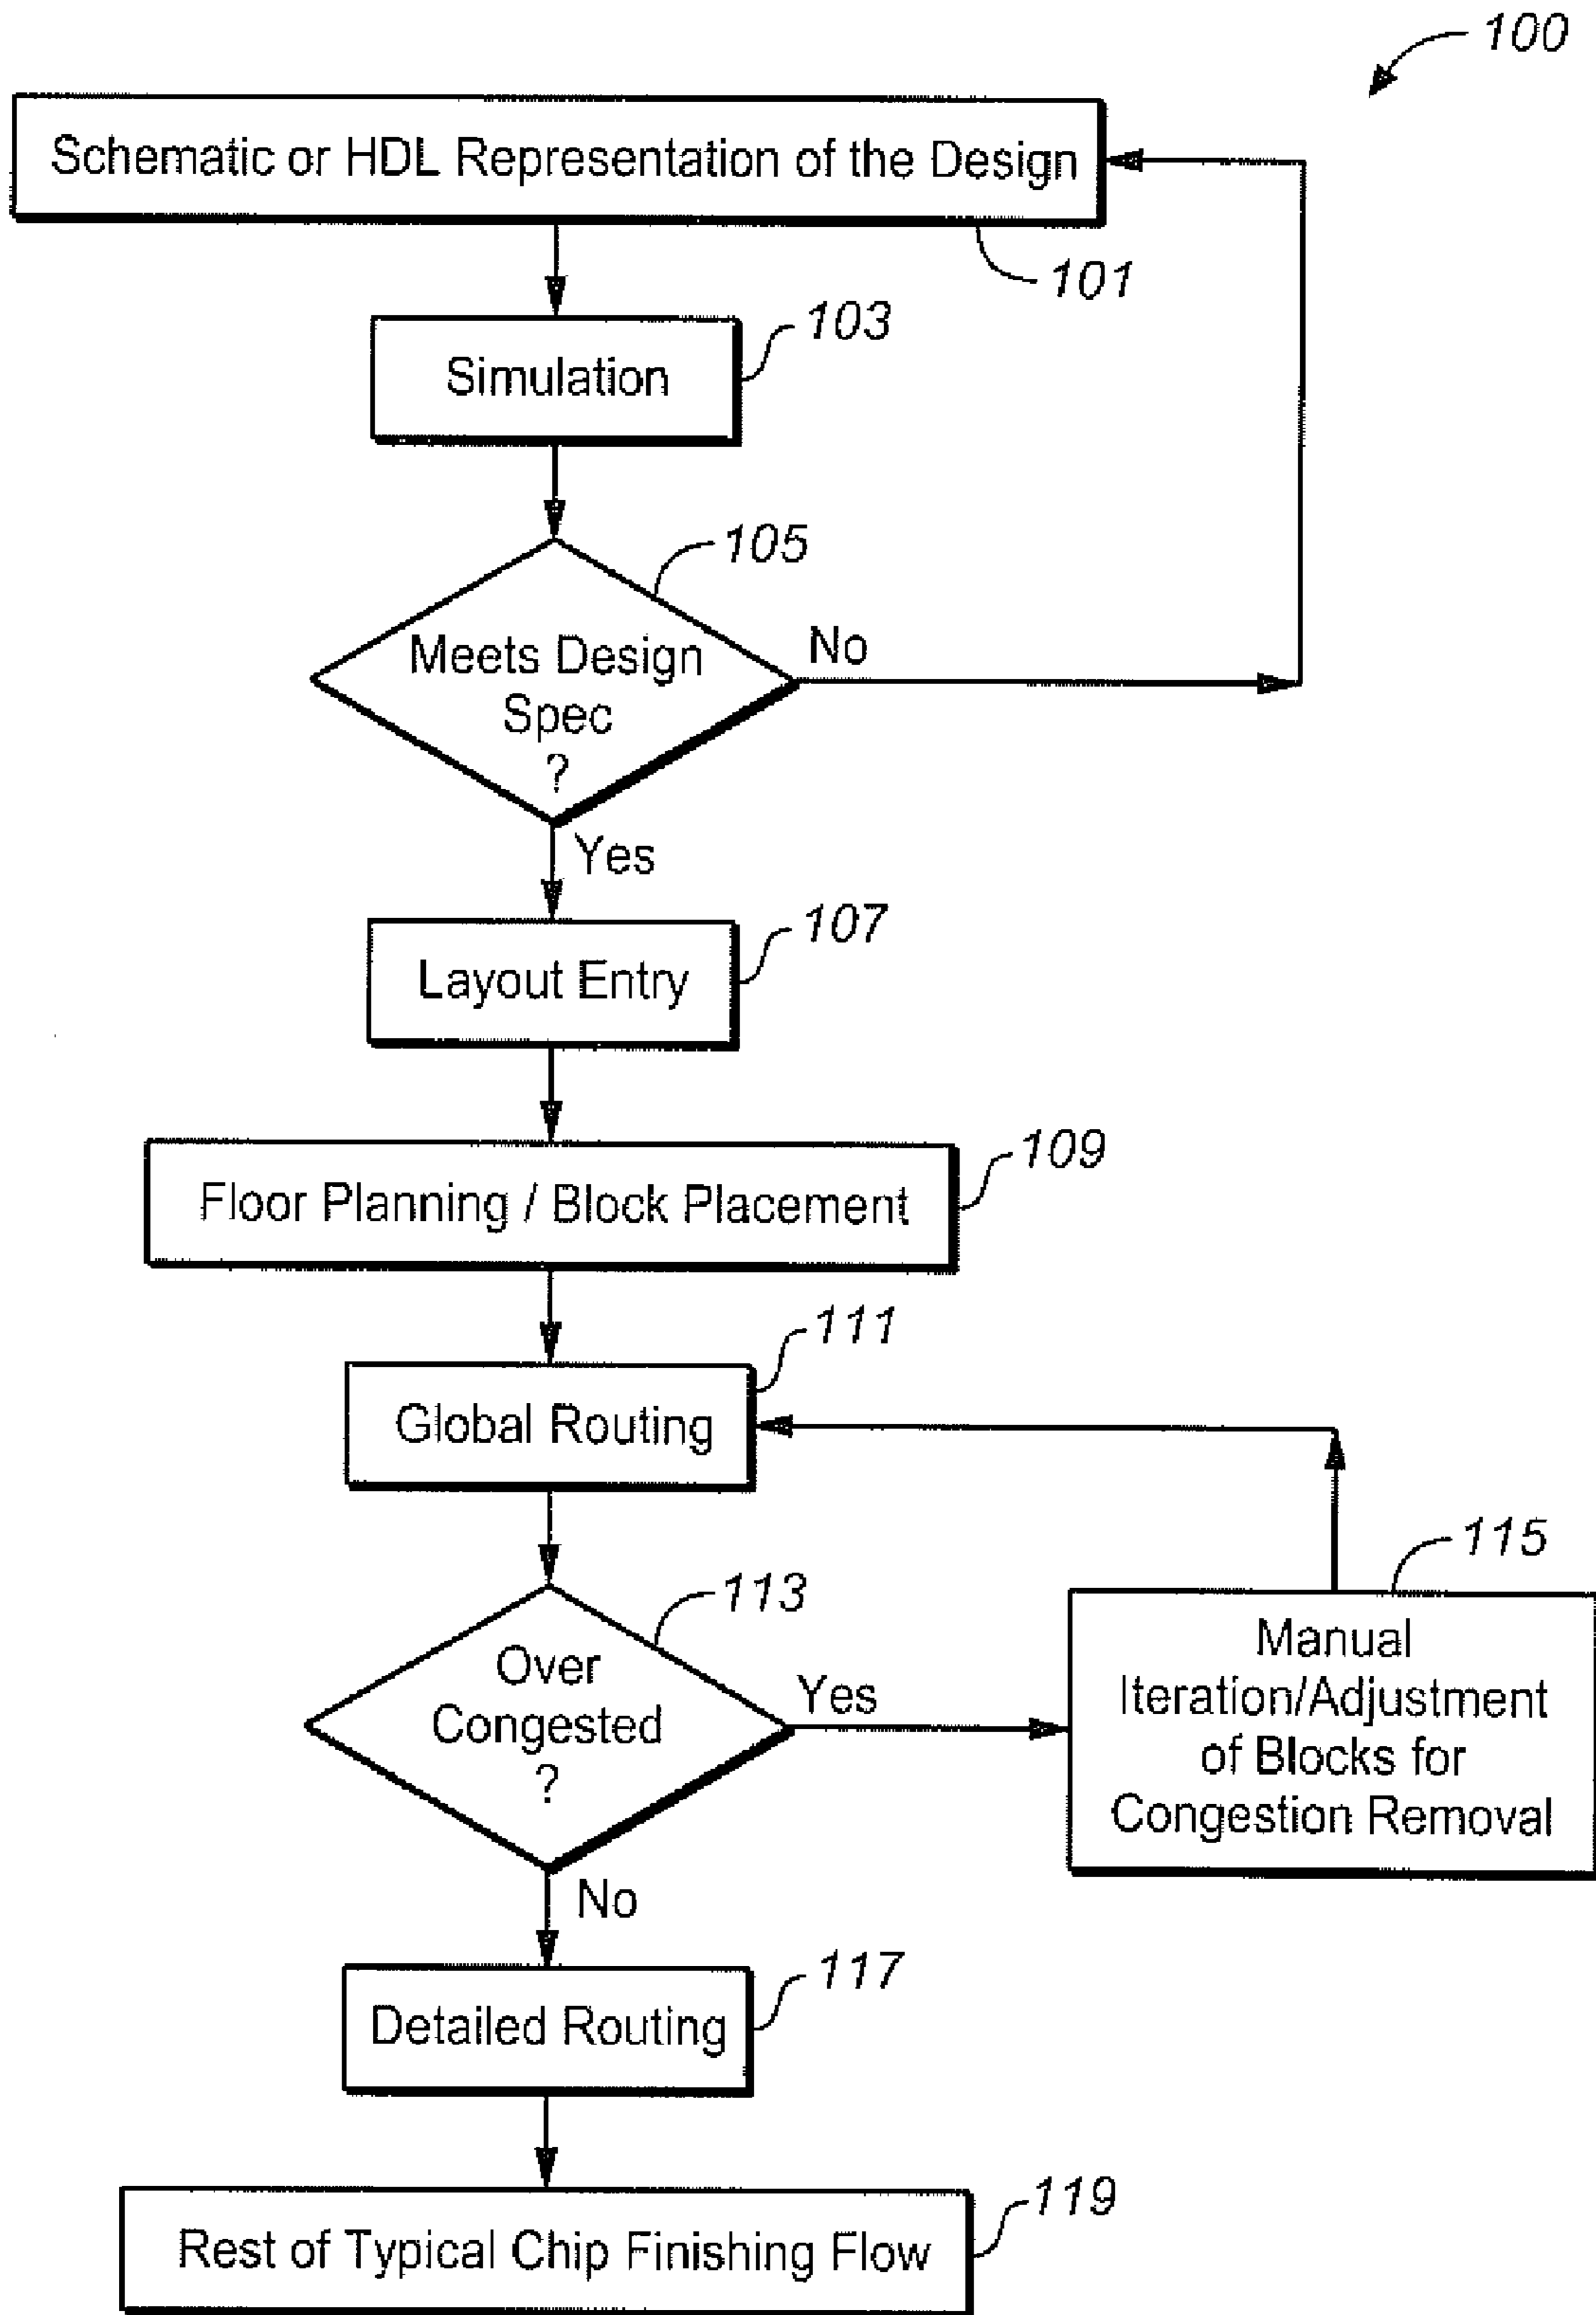 100
Schematic or HDL Representation of the Design
101
Simulation
103
105
Meets Design
Spec
?
No
Yes
Layout Entry
107
Floor Planning / Block Placement
109
Global Routing
111
113
Over
Congested
?
Yes
115
Manual
Iteration/Adjustment
of Blocks for
Congestion Removal
No
Detailed Routing
117
Rest of Typical Chip Finishing Flow
119